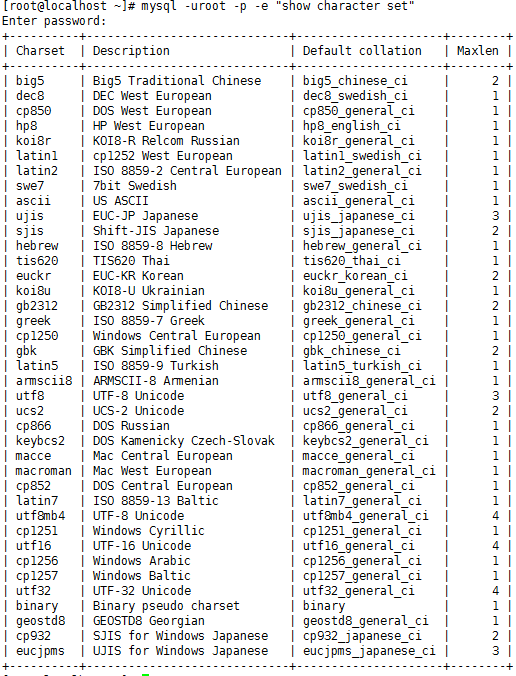 [root@localhost ~]# mysql -uroot -p -e "show character set"
Enter password:
+----------+-----------------------------+---------------------+--------+
| Charset | Description | Default collation | Maxlen |
+----------+-----------------------------+---------------------+--------+
| big5 | Big5 Traditional Chinese | big5_chinese_ci | 2 |
| dec8 | DEC West European | dec8_swedish_ci | 1 |
| cp850 | DOS West European | cp850_general_ci | 1 |
| hp8 | HP West European | hp8_english_ci | 1 |
| koi8r | KOI8-R Relcom Russian | koi8r_general_ci | 1 |
| latin1 | cp1252 West European | latin1_swedish_ci | 1 |
| latin2 | ISO 8859-2 Central European | latin2_general_ci | 1 |
| swe7 | 7bit Swedish | swe7_swedish_ci | 1 |
| ascii | US ASCII | ascii_general_ci | 1 |
| ujis | EUC-JP Japanese | ujis_japanese_ci | 3 |
| sjis | Shift-JIS Japanese | sjis_japanese_ci | 2 |
| hebrew | ISO 8859-8 Hebrew | hebrew_general_ci | 1 |
| tis620 | TIS620 Thai | tis620_thai_ci | 1 |
| euckr | EUC-KR Korean | euckr_korean_ci | 2 |
| koi8u | KOI8-U Ukrainian | koi8u_general_ci | 1 |
| gb2312 | GB2312 Simplified Chinese | gb2312_chinese_ci | 2 |
| greek | ISO 8859-7 Greek | greek_general_ci | 1 |
| cp1250 | Windows Central European | cp1250_general_ci | 1 |
| gbk | GBK Simplified Chinese | gbk_chinese_ci | 2 |
| latin5 | ISO 8859-9 Turkish | latin5_turkish_ci | 1 |
| armscii8 | ARMSCII-8 Armenian | armscii8_general_ci | 1 |
| utf8 | UTF-8 Unicode | utf8_general_ci | 3 |
| ucs2 | UCS-2 Unicode | ucs2_general_ci | 2 |
| cp866 | DOS Russian | cp866_general_ci | 1 |
| keybcs2 | DOS Kamenicky Czech-Slovak | keybcs2_general_ci | 1 |
| macce | Mac Central European | macce_general_ci | 1 |
| macroman | Mac West European | macroman_general_ci | 1 |
| cp852 | DOS Central European | cp852_general_ci | 1 |
| latin7 | ISO 8859-13 Baltic | latin7_general_ci | 1 |
| utf8mb4 | UTF-8 Unicode | utf8mb4_general_ci | 4 |
| cp1251 | Windows Cyrillic | cp1251_general_ci | 1 |
| utf16 | UTF-16 Unicode | utf16_general_ci | 4 |
| cp1256 | Windows Arabic | cp1256_general_ci | 1 |
| cp1257 | Windows Baltic | cp1257_general_ci | 1 |
| utf32 | UTF-32 Unicode | utf32_general_ci | 4 |
| binary | Binary pseudo charset | binary | 1 |
| geostd8 | GEOSTD8 Georgian | geostd8_general_ci | 1 |
| cp932 | SJIS for Windows Japanese | cp932_japanese_ci | 2 |
| eucjpms | UJIS for Windows Japanese | eucjpms_japanese_ci | 3 |
+----------+-----------------------------+---------------------+--------+